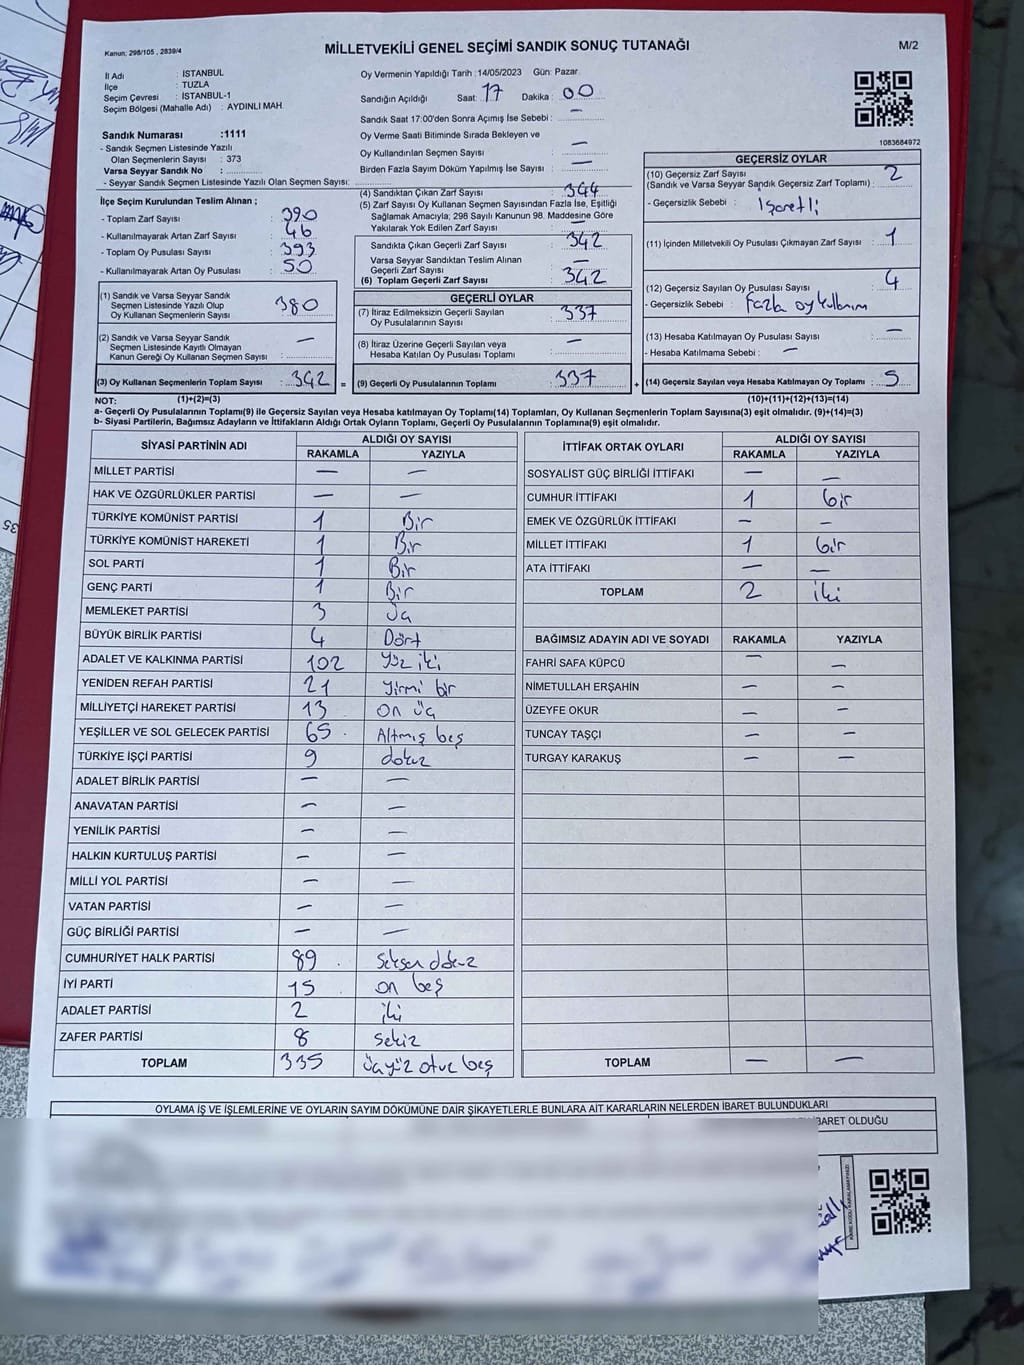 Kanun; 298/105 , 2839/4
MİLLETVEKİLİ GENEL SEÇİMİ SANDIK SONUÇ TUTANAĞI
M/2
İl Adı : İSTANBUL
İlçe : TUZLA
Seçim Çevresi : İSTANBUL-1
Seçim Bölgesi (Mahalle Adı) : AYDINLI MAH
Sandık Numarası :1111
- Sandık Seçmen Listesinde Yazılı
Olan Seçmenlerin Sayısı : 373
Varsa Seyyar Sandık No :
- Seyyar Sandık Seçmen Listesinde Yazılı Olan Seçmen Sayısı:
İlçe Seçim Kurulundan Teslim Alınan ;
- Toplam Zarf Sayısı : 390
- Kullanılmayarak Artan Zarf Sayısı : 46
- Toplam Oy Pusulası Sayısı : 393
- Kullanılmayarak Artan Oy Pusulası : 50
(1) Sandık ve Varsa Seyyar Sandık
Seçmen Listesinde Yazılı Olup
Oy Kullanan Seçmenlerin Sayısı : 380
(2) Sandık ve Varsa Seyyar Sandık
Seçmen Listesinde Kayıtlı Olmayan
Kanun Gereği Oy Kullanan Seçmen Sayısı : —
(3) Oy Kullanan Seçmenlerin Toplam Sayısı : 342 =
Oy Vermenin Yapıldığı Tarih :14/05/2023 Gün: Pazar
Sandığın Açıldığı Saat: 17 Dakika : 00
Sandık Saat 17:00'den Sonra Açımış İse Sebebi : —
Oy Verme Saati Bitiminde Sırada Bekleyen ve
Oy Kullandırılan Seçmen Sayısı : —
Birden Fazla Sayım Döküm Yapılmış İse Sayısı : —
(4) Sandıktan Çıkan Zarf Sayısı : 344
(5) Zarf Sayısı Oy Kullanan Seçmen Sayısından Fazla İse, Eşitliği
Sağlamak Amacıyla; 298 Sayılı Kanunun 98. Maddesine Göre
Yakılarak Yok Edilen Zarf Sayısı : —
Sandıkta Çıkan Geçerli Zarf Sayısı : 342
Varsa Seyyar Sandıktan Teslim Alınan
Geçerli Zarf Sayısı : —
(6) Toplam Geçerli Zarf Sayısı : 342
GEÇERLİ OYLAR
(7) İtiraz Edilmeksizin Geçerli Sayılan
Oy Pusulalarının Sayısı : 337
(8) İtiraz Üzerine Geçerli Sayılan veya
Hesaba Katılan Oy Pusulası Toplamı : —
(9) Geçerli Oy Pusulalarının Toplamı : 337 +
1083684972
GEÇERSİZ OYLAR
(10) Geçersiz Zarf Sayısı
(Sandık ve Varsa Seyyar Sandık Geçersiz Zarf Toplamı) : 2
- Geçersizlik Sebebi : İşaretli
(11) İçinden Milletvekili Oy Pusulası Çıkmayan Zarf Sayısı : 1
(12) Geçersiz Sayılan Oy Pusulası Sayısı : 4
- Geçersizlik Sebebi : Fazla oy kullanım
(13) Hesaba Katılmayan Oy Pusulası Sayısı : —
- Hesaba Katılmama Sebebi : —
(14) Geçersiz Sayılan veya Hesaba Katılmayan Oy Toplamı : 5
NOT: (1)+(2)=(3) (10)+(11)+(12)+(13)=(14)
a- Geçerli Oy Pusulalarının Toplamı(9) ile Geçersiz Sayılan veya Hesaba katılmayan Oy Toplamı(14) Toplamları, Oy Kullanan Seçmenlerin Toplam Sayısına(3) eşit olmalıdır. (9)+(14)=(3)
b- Siyasi Partilerin, Bağımsız Adayların ve İttifakların Aldığı Ortak Oyların Toplamı, Geçerli Oy Pusulalarının Toplamına(9) eşit olmalıdır.
SİYASİ PARTİNİN ADI ALDIĞI OY SAYISI
RAKAMLA YAZIYLA
MİLLET PARTİSİ — —
HAK VE ÖZGÜRLÜKLER PARTİSİ — —
TÜRKİYE KOMÜNİST PARTİSİ 1 Bir
TÜRKİYE KOMÜNİST HAREKETİ 1 Bir
SOL PARTİ 1 Bir
GENÇ PARTİ 1 Bir
MEMLEKET PARTİSİ 3 Üç
BÜYÜK BİRLİK PARTİSİ 4 Dört
ADALET VE KALKINMA PARTİSİ 102 Yüz iki
YENİDEN REFAH PARTİSİ 21 Yirmi bir
MİLLİYETÇİ HAREKET PARTİSİ 13 On üç
YEŞİLLER VE SOL GELECEK PARTİSİ 65 Altmış beş
TÜRKİYE İŞÇİ PARTİSİ 9 dokuz
ADALET BİRLİK PARTİSİ — —
ANAVATAN PARTİSİ — —
YENİLİK PARTİSİ — —
HALKIN KURTULUŞ PARTİSİ — —
MİLLİ YOL PARTİSİ — —
VATAN PARTİSİ — —
GÜÇ BİRLİĞİ PARTİSİ — —
CUMHURİYET HALK PARTİSİ 89 seksen dokuz
İYİ PARTİ 15 on beş
ADALET PARTİSİ 2 iki
ZAFER PARTİSİ 8 sekiz
TOPLAM 335 üçyüz otuz beş
İTTİFAK ORTAK OYLARI ALDIĞI OY SAYISI
RAKAMLA YAZIYLA
SOSYALİST GÜÇ BİRLİĞİ İTTİFAKI — —
CUMHUR İTTİFAKI 1 bir
EMEK VE ÖZGÜRLÜK İTTİFAKI — —
MİLLET İTTİFAKI 1 bir
ATA İTTİFAKI — —
TOPLAM 2 iki
BAĞIMSIZ ADAYIN ADI VE SOYADI RAKAMLA YAZIYLA
FAHRİ SAFA KÜPCÜ — —
NİMETULLAH ERŞAHİN — —
ÜZEYFE OKUR — —
TUNCAY TAŞÇI — —
TURGAY KARAKUŞ — —
TOPLAM — —
OYLAMA İŞ VE İŞLEMLERİNE VE OYLARIN SAYIM DÖKÜMÜNE DAİR ŞİKAYETLERLE BUNLARA AİT KARARLARIN NELERDEN İBARET BULUNDUKLARI
İBARET OLDUĞU
35